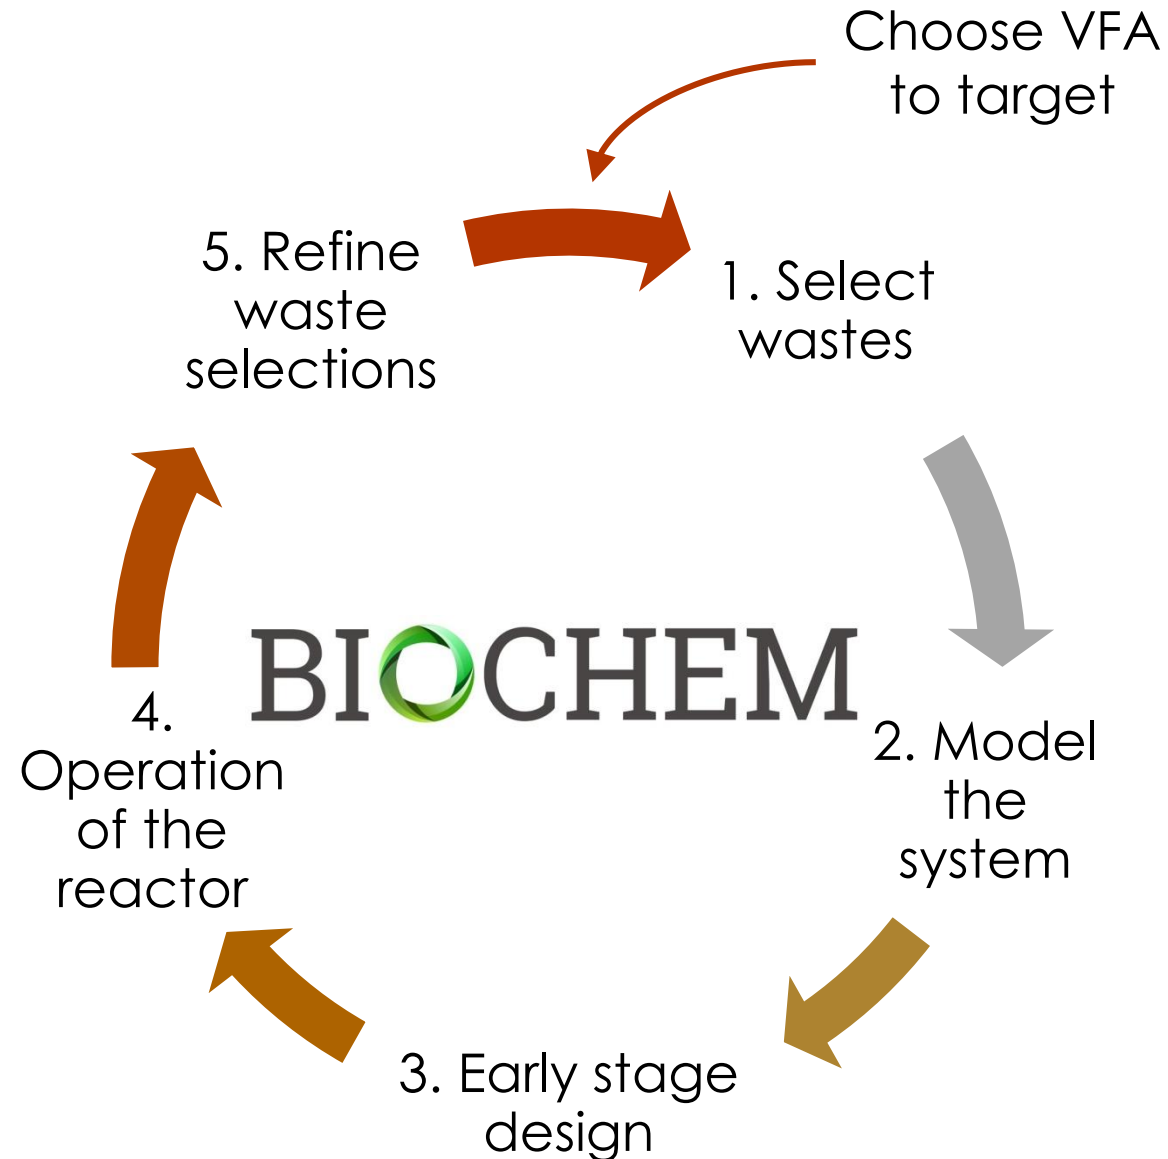 Choose VFA
to target
1. Select
wastes
2. Model
the
system
3. Early stage
design
4.
Operation
of the
reactor
5. Refine
waste
selections
BIOCHEM